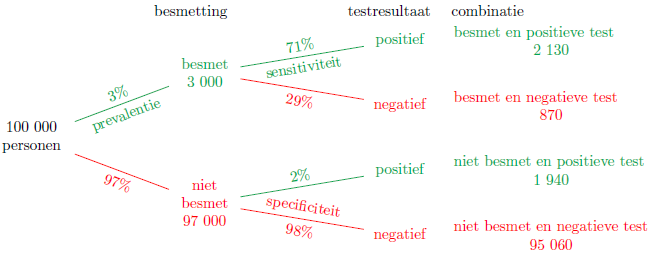 besmetting testresultaat combinatie
100 000
personen
3%
prevalentie
97%
besmet
3 000
niet
besmet
97 000
71%
sensitiviteit
29%
2%
specificiteit
98%
positief
negatief
positief
negatief
besmet en positieve test
2 130
besmet en negatieve test
870
niet besmet en positieve test
1 940
niet besmet en negatieve test
95 060